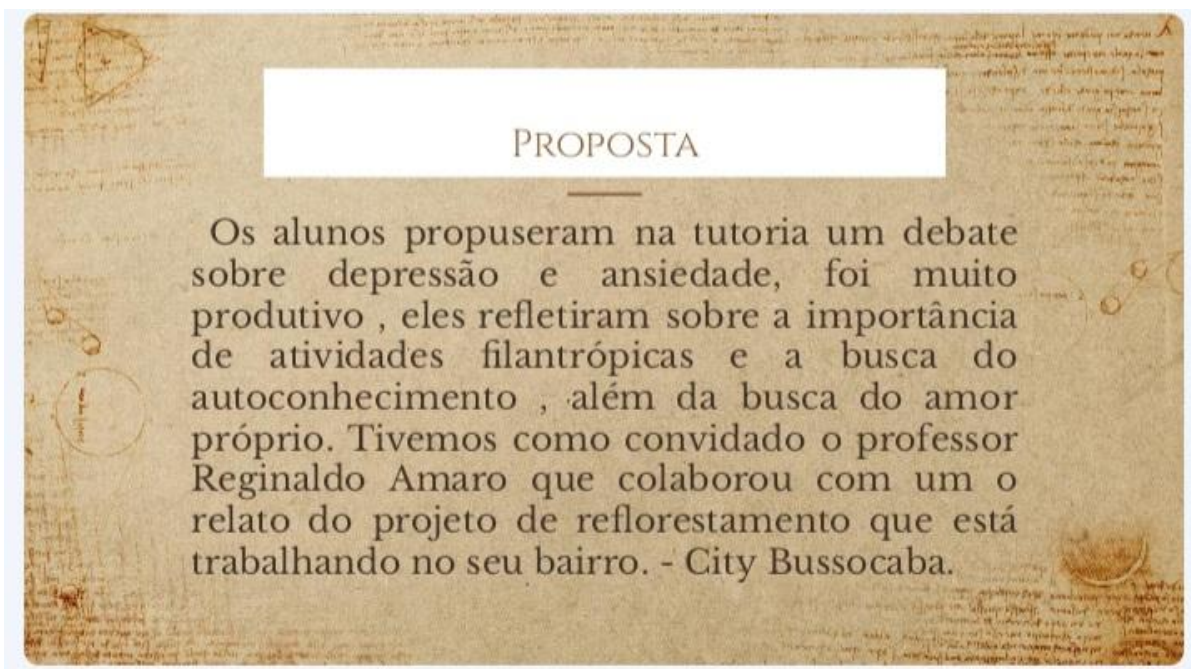 PROPOSTA
Os alunos propuseram na tutoria um debate
sobre depressão e ansiedade, foi muito
produtivo , eles refletiram sobre a importância
de atividades filantrópicas e a busca do
autoconhecimento , além da busca do amor
próprio. Tivemos como convidado o professor
Reginaldo Amaro que colaborou com um o
relato do projeto de reflorestamento que está
trabalhando no seu bairro. - City Bussocaba.